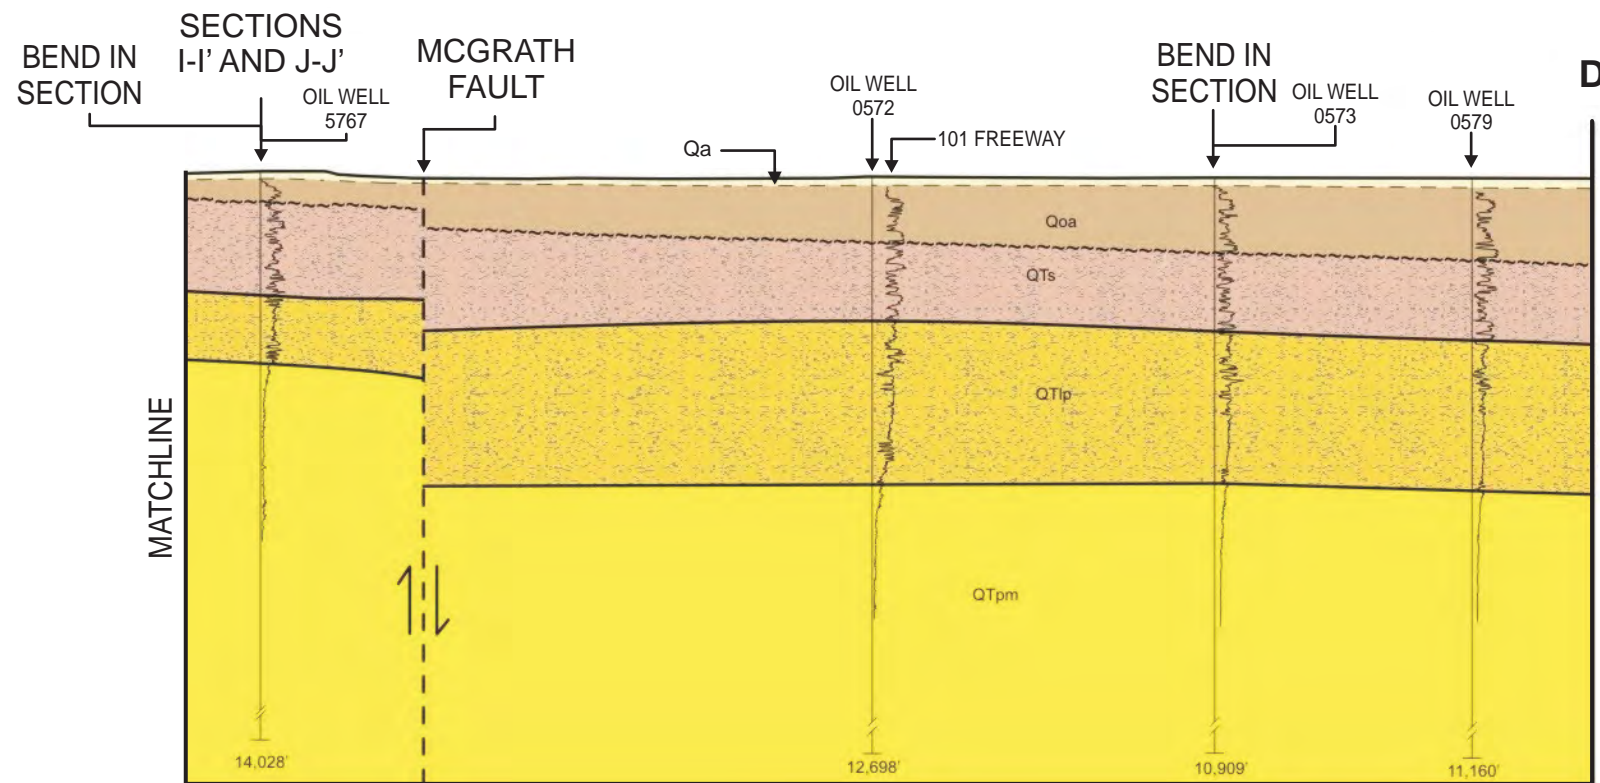 SECTIONS
I-I' AND J-J'
BEND IN
SECTION
OIL WELL
5767
MCGRATH
FAULT
OIL WELL
0572
101 FREEWAY
Qa
BEND IN
SECTION
OIL WELL
0573
OIL WELL
0579
D
Qoa
QTs
QTlp
QTpm
MATCHLINE
14,028'
12,698'
10,909'
11,160'